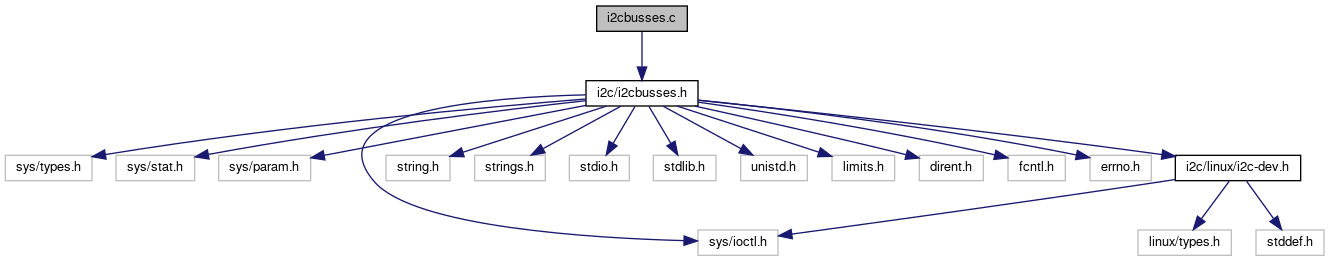 i2cbusses.c
i2c/i2cbusses.h
sys/types.h
sys/stat.h
sys/param.h
string.h
strings.h
stdio.h
stdlib.h
unistd.h
limits.h
dirent.h
fcntl.h
errno.h
i2c/linux/i2c-dev.h
sys/ioctl.h
linux/types.h
stddef.h